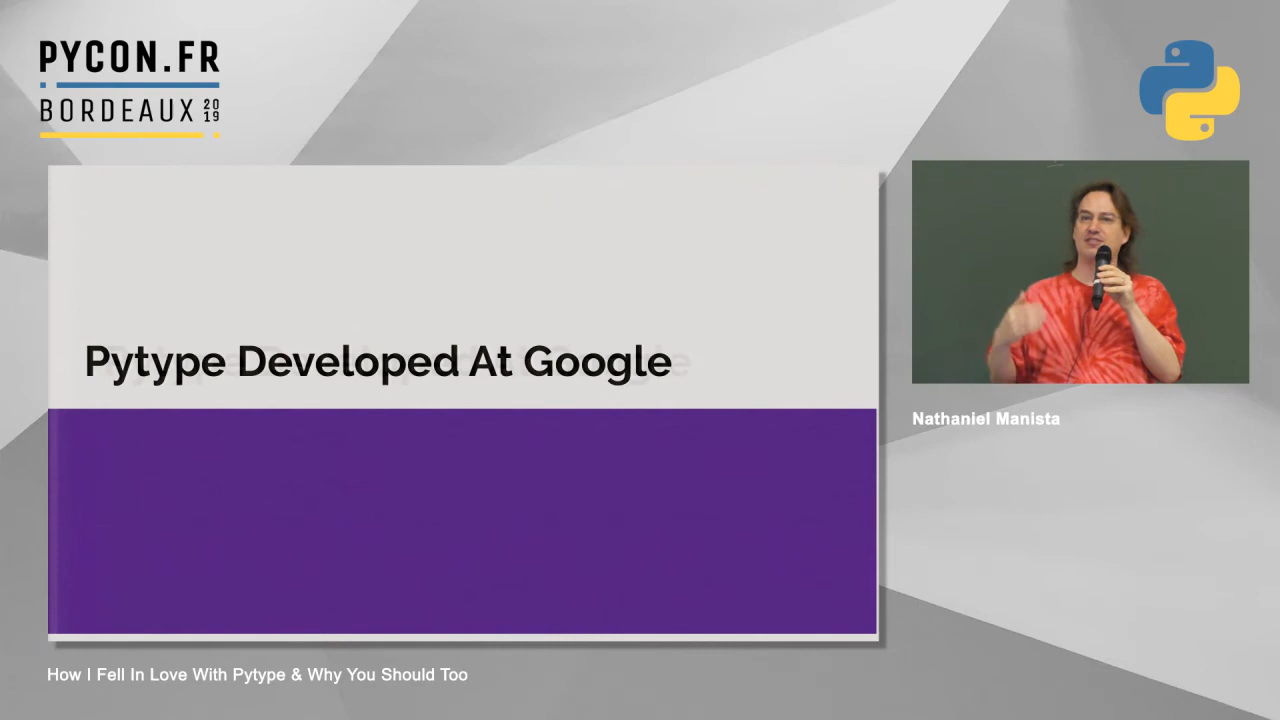 PYCON.FR
BORDEAUX 2019
Pytype Developed At Google
Nathaniel Manista
How I Fell In Love With Pytype & Why You Should Too